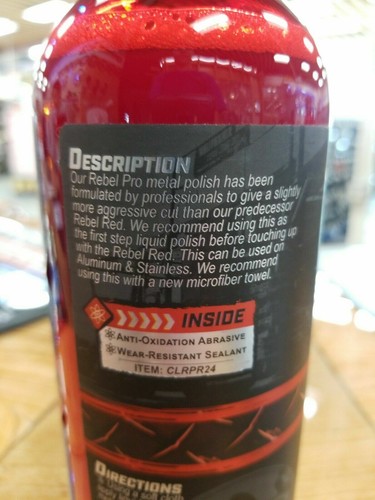 DESCRIPTION
Our Rebel Pro metal polish has been
formulated by professionals to give a slightly
more aggressive cut than our predecessor
Rebel Red. We recommend using this as
the first step liquid polish before touching up
with the Rebel Red. This can be used on
Aluminum & Stainless. We recommend
using this with a new microfiber towel.
INSIDE
ANTI-OXIDATION ABRASIVE
WEAR-RESISTANT SEALANT
ITEM: CLRPR24
DIRECTIONS